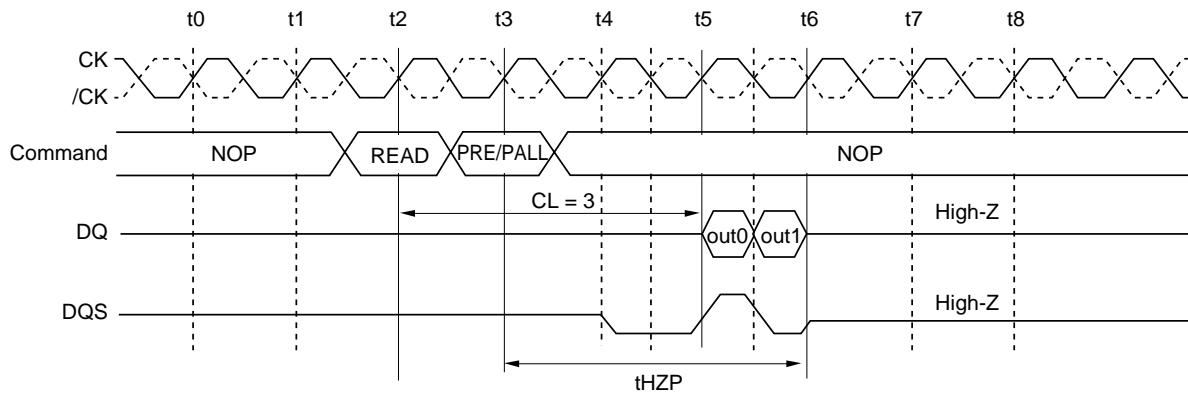 t0 t1 t2 t3 t4 t5 t6 t7 t8
CK
/CK
Command NOP READ PRE/PALL NOP
CL = 3
DQ out0 out1 High-Z
DQS High-Z
tHZP